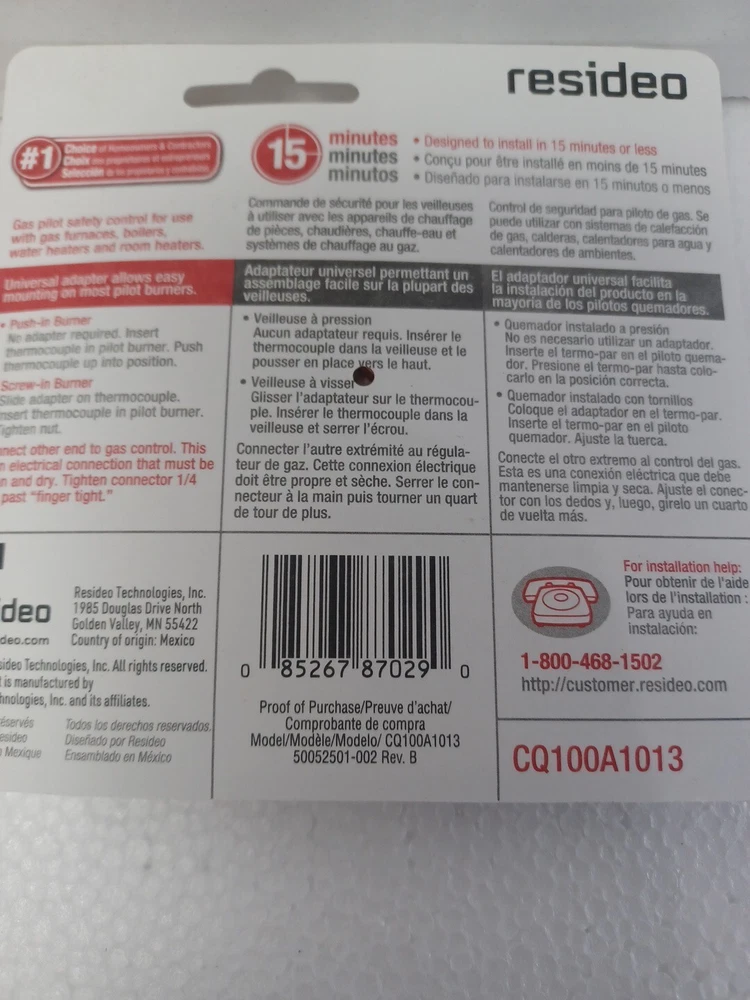 resideo
#1
Choice of Homeowners & Contractors
Choix des propriétaires et entrepreneurs
Selección de los propietarios y contratistas
15
minutes
minutes
minutos
• Designed to install in 15 minutes or less
• Conçu pour être installé en moins de 15 minutes
• Diseñado para instalarse en 15 minutos o menos
Gas pilot safety control for use
with gas furnaces, boilers,
water heaters and room heaters.
Universal adapter allows easy
mounting on most pilot burners.
• Push-in Burner
No adapter required. Insert
thermocouple in pilot burner. Push
thermocouple up into position.
Screw-in Burner
Slide adapter on thermocouple.
nsert thermocouple in pilot burner.
ighten nut.
nnect other end to gas control. This
n electrical connection that must be
n and dry. Tighten connector 1/4
past “finger tight.”
Commande de sécurité pour les veilleuses
à utiliser avec les appareils de chauffage
de pièces, chaudières, chauffe-eau et
systèmes de chauffage au gaz.
Adaptateur universel permettant un
assemblage facile sur la plupart des
veilleuses.
• Veilleuse à pression
Aucun adaptateur requis. Insérer le
thermocouple dans la veilleuse et le
pousser en place vers le haut.
• Veilleuse à visser
Glisser l’adaptateur sur le thermocou-
ple. Insérer le thermocouple dans la
veilleuse et serrer l’écrou.
Connecter l’autre extrémité au régula-
teur de gaz. Cette connexion électrique
doit être propre et sèche. Serrer le con-
necteur à la main puis tourner un quart
de tour de plus.
Control de seguridad para piloto de gas. Se
puede utilizar con sistemas de calefacción
de gas, calderas, calentadores para agua y
calentadores de ambientes.
El adaptador universal facilita
la instalación del producto en la
mayoría de los pilotos quemadores.
• Quemador instalado a presión
No es necesario utilizar un adaptador.
Inserte el termo-par en el piloto quema-
dor. Presione el termo-par hasta colo-
carlo en la posición correcta.
• Quemador instalado con tornillos
Coloque el adaptador en el termo-par.
Inserte el termo-par en el piloto
quemador. Ajuste la tuerca.
Conecte el otro extremo al control del gas.
Esta es una conexión eléctrica que debe
mantenerse limpia y seca. Ajuste el conec-
tor con los dedos y, luego, gírelo un cuarto
de vuelta más.
deo
deo.com
Resideo Technologies, Inc.
1985 Douglas Drive North
Golden Valley, MN 55422
Country of origin: Mexico
sideo Technologies, Inc. All rights reserved.
t is manufactured by
hnologies, Inc. and its affiliates.
éservés
esideo
Mexique
Todos los derechos reservados.
Diseñado por Resideo
Ensamblado en México
0 85267 87029 0
Proof of Purchase/Preuve d’achat/
Comprobante de compra
Model/Modèle/Modelo/ CQ100A1013
50052501-002 Rev. B
For installation help:
Pour obtenir de l’aide
lors de l’installation :
Para ayuda en
instalación:
1-800-468-1502
http://customer.resideo.com
CQ100A1013